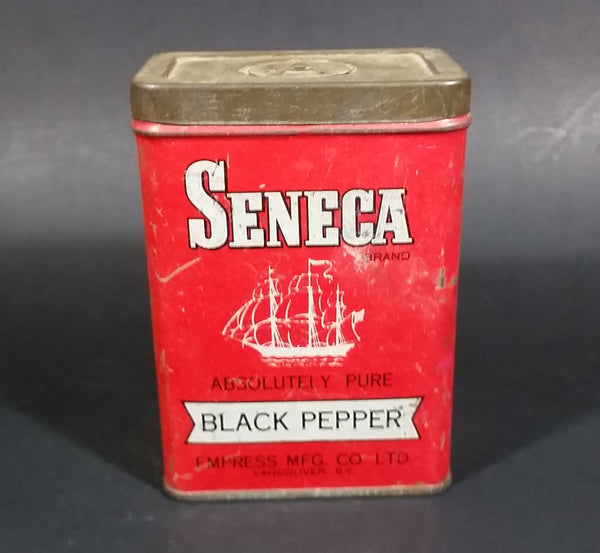 SENECA
BRAND
ABSOLUTELY PURE
BLACK PEPPER
EMPRESS MFG. CO. LTD.
VANCOUVER B.C.